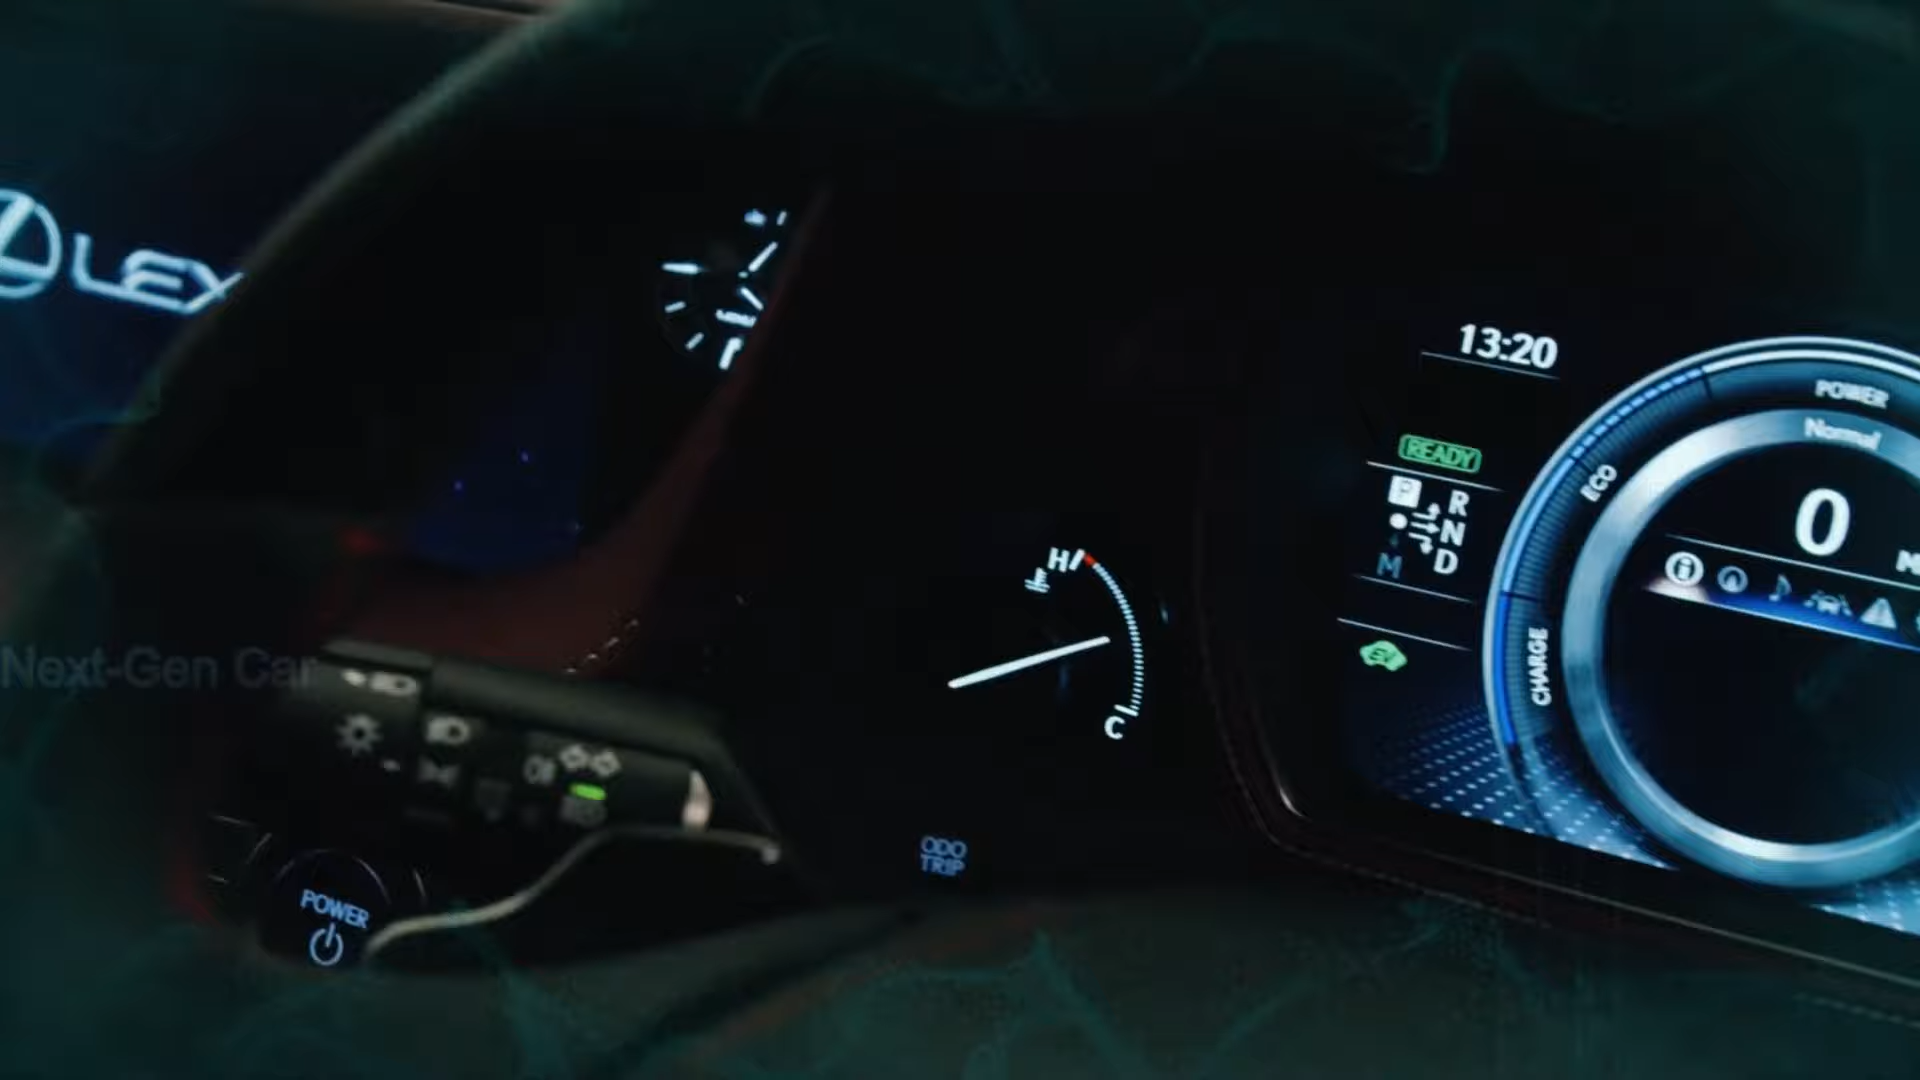 LEX
13:20
POWER
Normal
READY
ECO
P R
N
M D
0
M
H
CHARGE
C
Next-Gen Car
ODO
TRIP
POWER